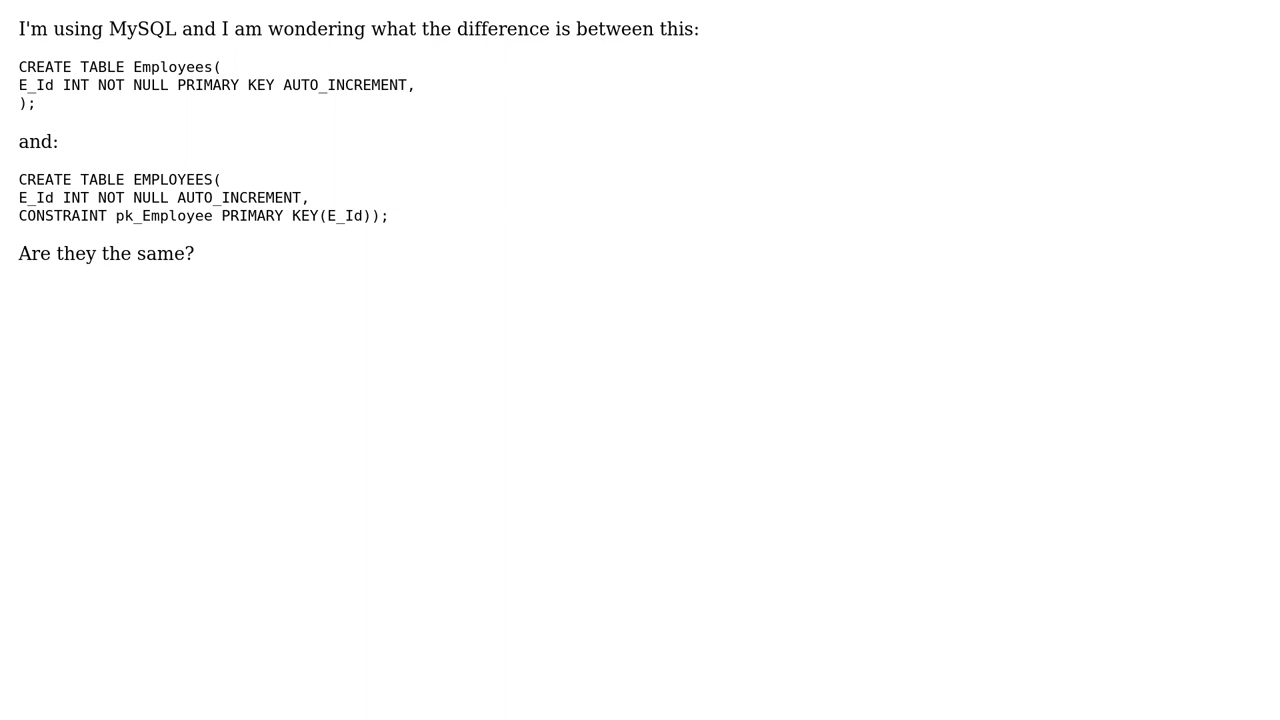 I'm using MySQL and I am wondering what the difference is between this:
CREATE TABLE Employees(
E_Id INT NOT NULL PRIMARY KEY AUTO_INCREMENT,
);
and:
CREATE TABLE EMPLOYEES(
E_Id INT NOT NULL AUTO_INCREMENT,
CONSTRAINT pk_Employee PRIMARY KEY(E_Id));
Are they the same?